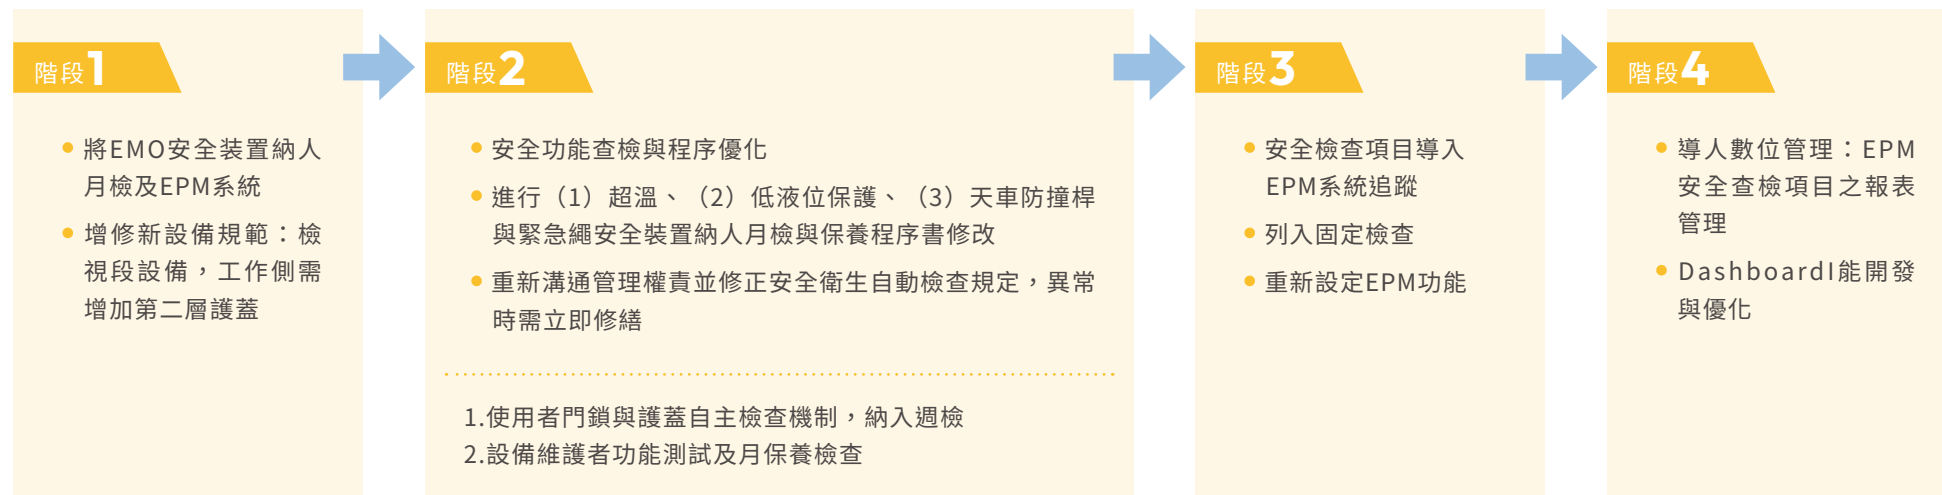 階段1
將EMO安全裝置納人
月檢及EPM系統
增修新設備規範：檢
視段設備，工作側需
增加第二層護蓋
階段2
安全功能查檢與程序優化
進行（1）超溫、（2）低液位保護、（3）天車防撞桿
與緊急繩安全裝置納人月檢與保養程序書修改
重新溝通管理權責並修正安全衛生自動檢查規定，異常
時需立即修繕
1.使用者門鎖與護蓋自主檢查機制，納入週檢
2.設備維護者功能測試及月保養檢查
階段3
安全檢查項目導入
EPM系統追蹤
列入固定檢查
重新設定EPM功能
階段4
導人數位管理：EPM
安全查檢項目之報表
管理
DashboardI能開發
與優化